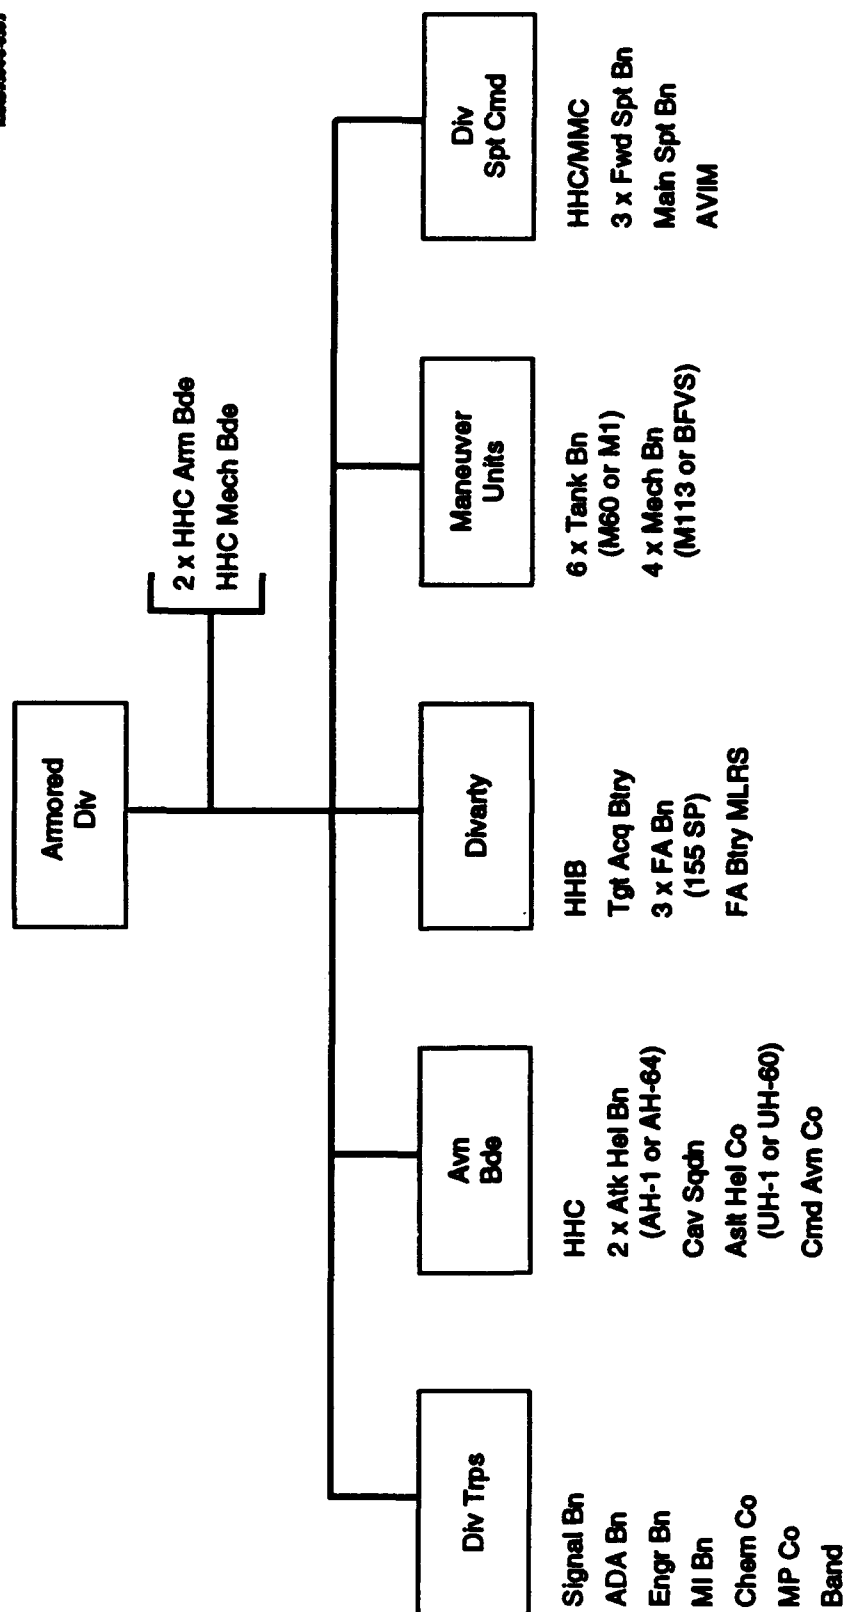 Armored
Div
2 x HHC Arm Bde
HHC Mech Bde
Div Trps
Signal Bn
ADA Bn
Engr Bn
MI Bn
Chem Co
MP Co
Band
Avn
Bde
HHC
2 x Atk Hel Bn
(AH-1 or AH-64)
Cav Sqdn
Aslt Hel Co
(UH-1 or UH-60)
Cmd Avn Co
Divarty
HHB
Tgt Acq Btry
3 x FA Bn
(155 SP)
FA Btry MLRS
Maneuver
Units
6 x Tank Bn
(M60 or M1)
4 x Mech Bn
(M113 or BFVS)
Div
Spt Cmd
HHC/MMC
3 x Fwd Spt Bn
Main Spt Bn
AVIM